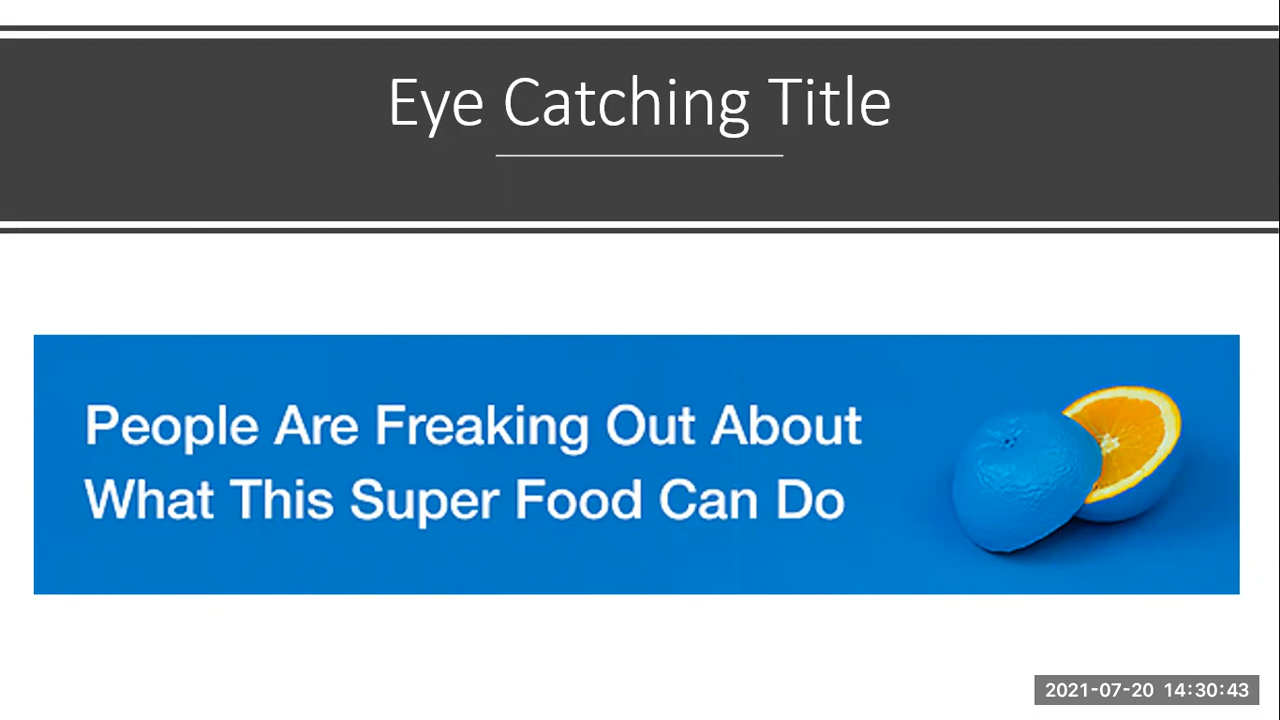 Eye Catching Title
People Are Freaking Out About
What This Super Food Can Do
2021-07-20 14:30:43